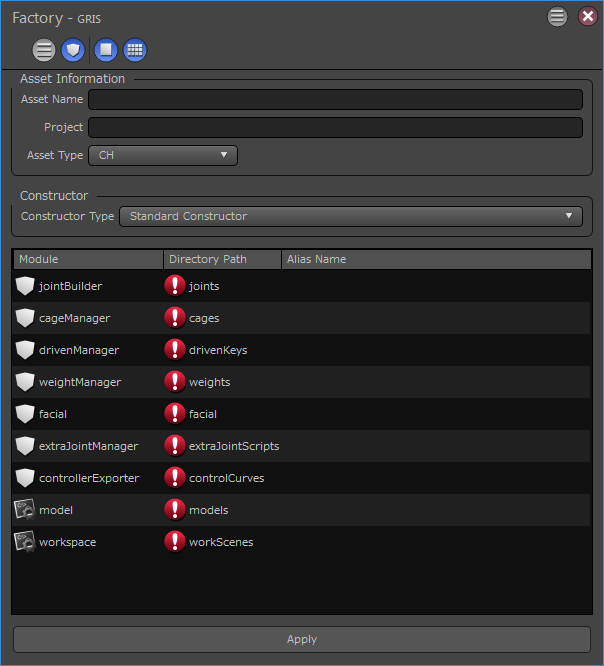 Factory - GRIS
Asset Information
Asset Name
Project
Asset Type CH
Constructor
Constructor Type Standard Constructor
Module Directory Path Alias Name
jointBuilder joints
cageManager cages
drivenManager drivenKeys
weightManager weights
facial facial
extraJointManager extraJointScripts
controllerExporter controlCurves
model models
workspace workScenes
Apply